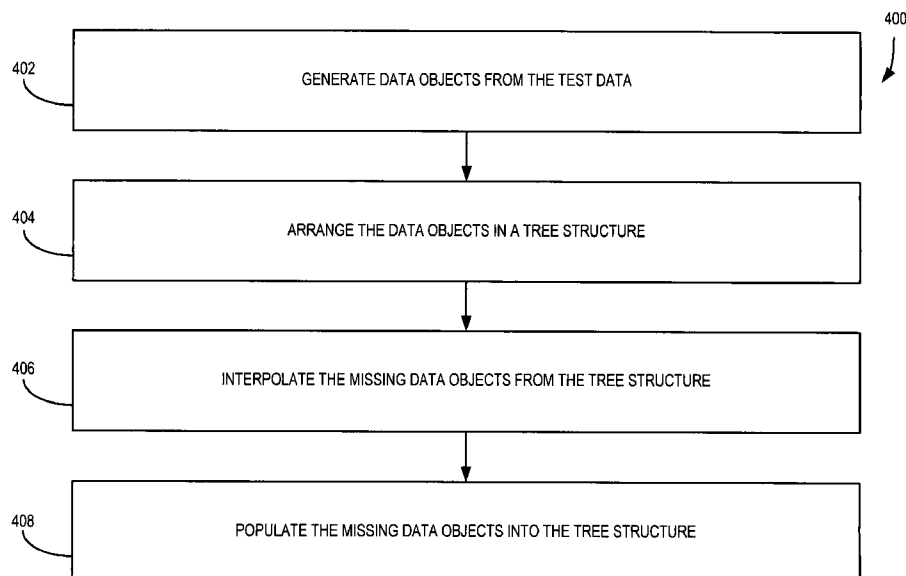 400
402
GENERATE DATA OBJECTS FROM THE TEST DATA
404
ARRANGE THE DATA OBJECTS IN A TREE STRUCTURE
406
INTERPOLATE THE MISSING DATA OBJECTS FROM THE TREE STRUCTURE
408
POPULATE THE MISSING DATA OBJECTS INTO THE TREE STRUCTURE